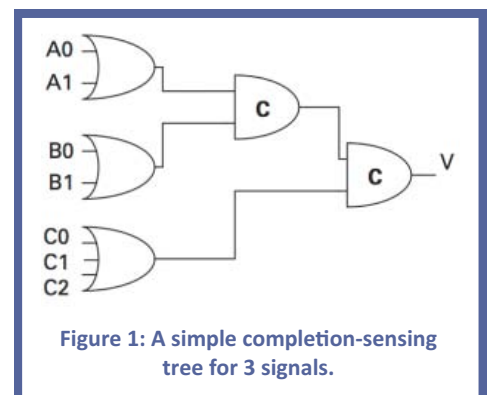 A0
A1
B0
B1
C0
C1
C2
C
C
V
Figure 1: A simple completion-sensing
tree for 3 signals.